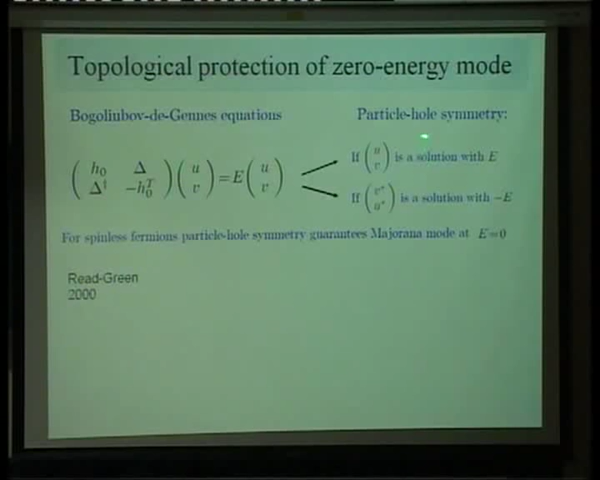 Topological protection of zero-energy mode
Bogoliubov-de-Gennes equations
Particle-hole symmetry:
( h₀ Δ ) ( u ) = E ( u )
( Δ† −h₀ᵀ ) ( v ) ( v )
If ( u v ) is a solution with E
If ( v* u* ) is a solution with −E
For spinless fermions particle-hole symmetry guarantees Majorana mode at E=0
Read-Green
2000